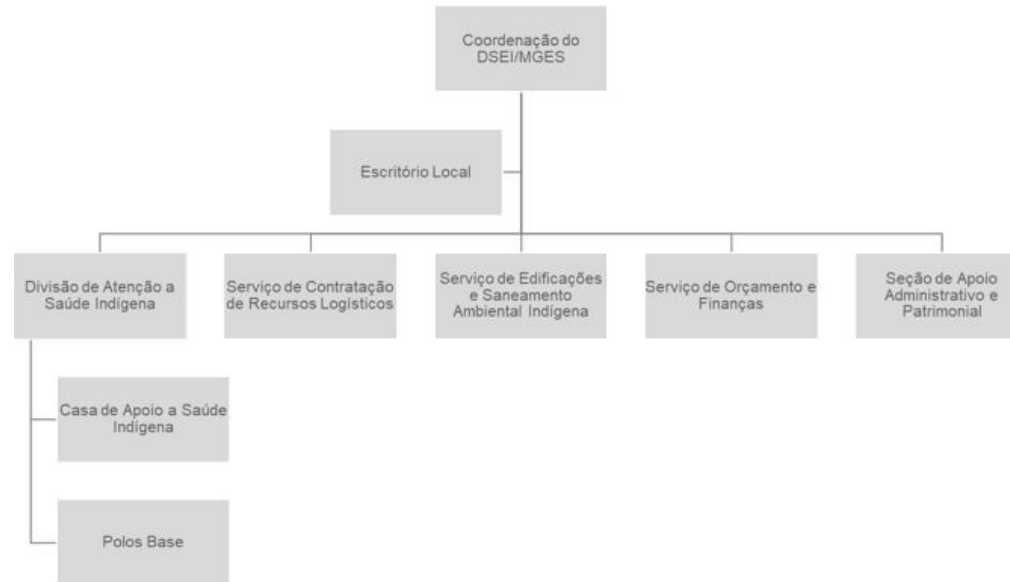 Coordenação do
DSEI/MGES
Escritório Local
Divisão de Atenção a
Saúde Indígena
Serviço de Contratação
de Recursos Logísticos
Serviço de Edificações
e Saneamento
Ambiental Indígena
Serviço de Orçamento e
Finanças
Seção de Apoio
Administrativo e
Patrimonial
Casa de Apoio a Saúde
Indígena
Polos Base